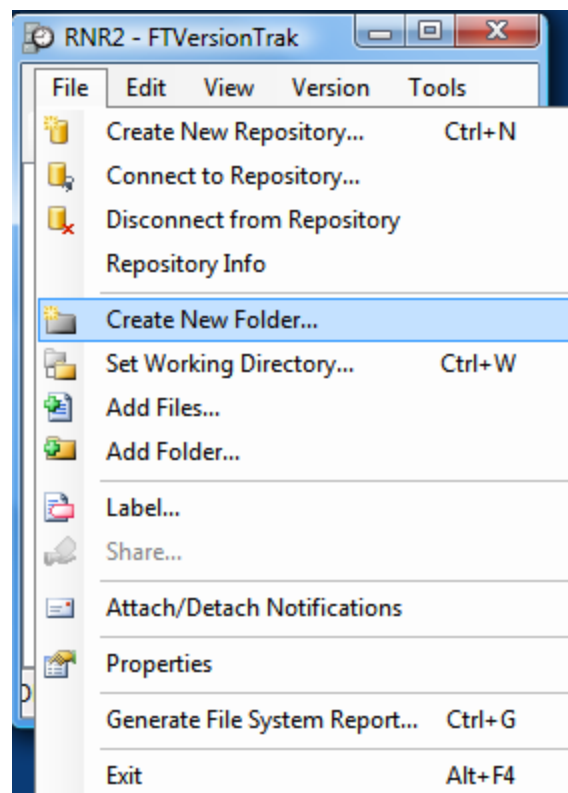 RNR2 - FTVersionTrak
File Edit View Version Tools
Create New Repository... Ctrl+N
Connect to Repository...
Disconnect from Repository
Repository Info
Create New Folder...
Set Working Directory... Ctrl+W
Add Files...
Add Folder...
Label...
Share...
Attach/Detach Notifications
Properties
Generate File System Report... Ctrl+G
Exit Alt+F4